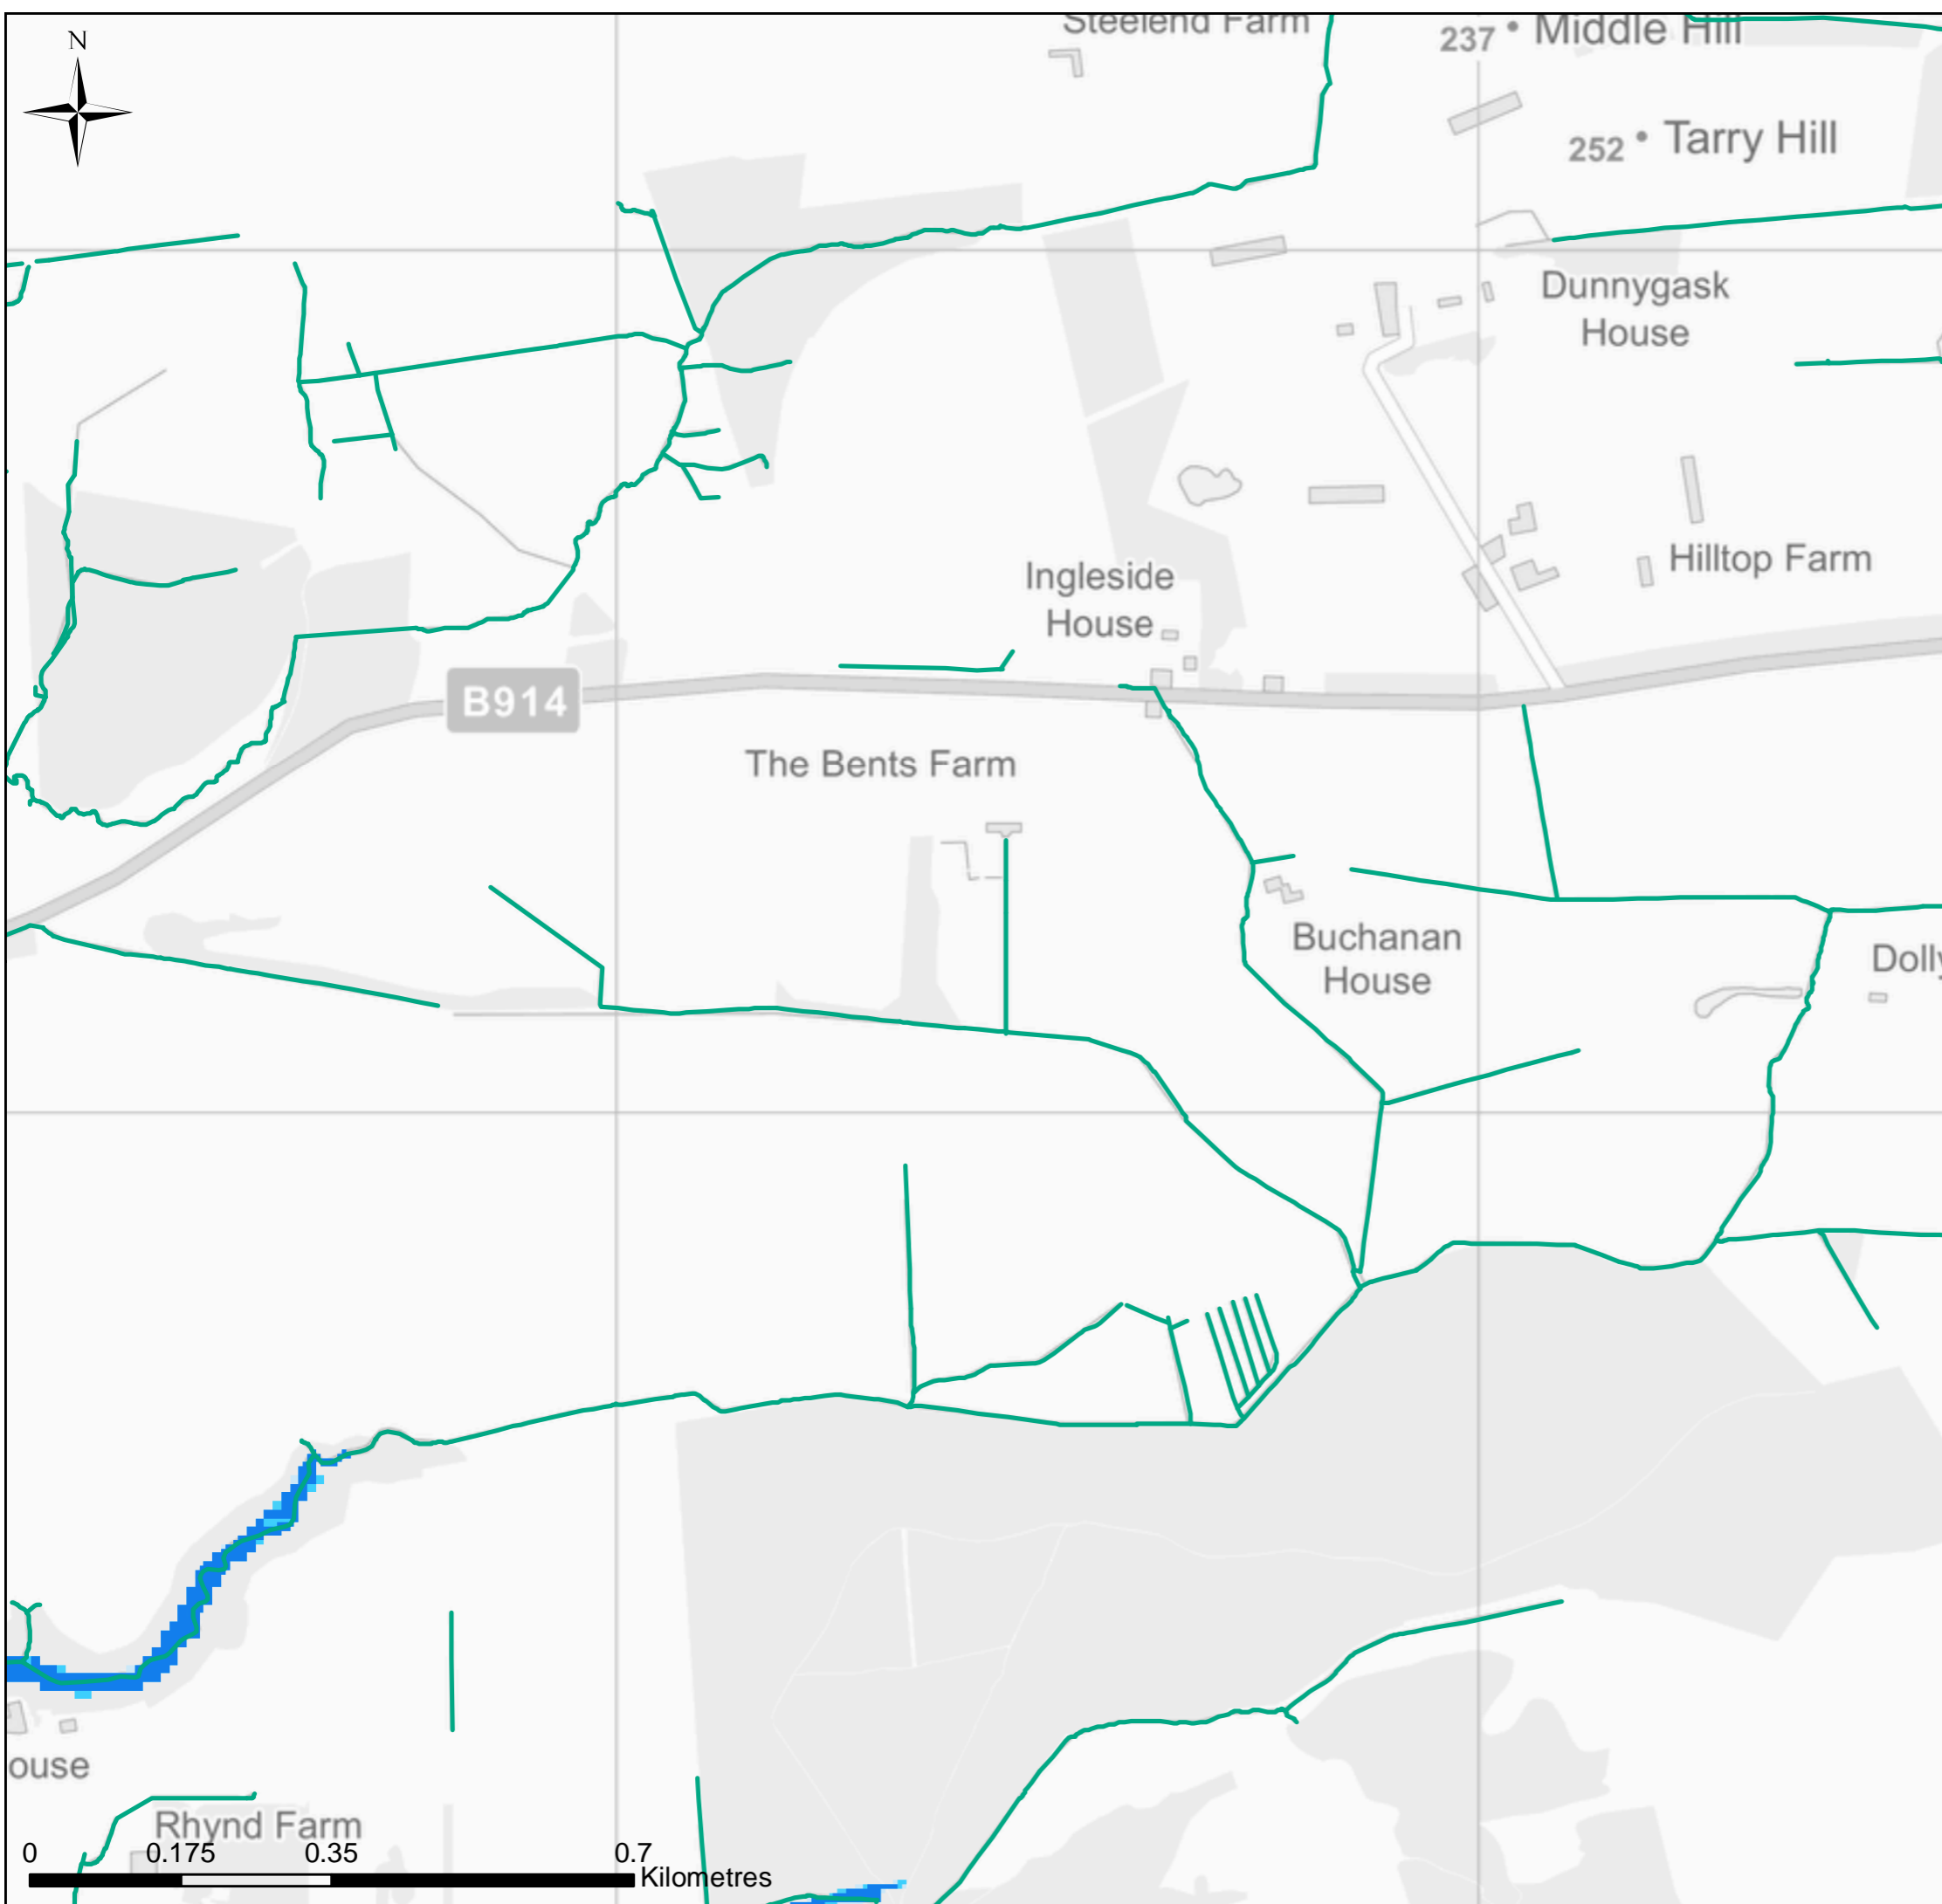 Steelend Farm
237 • Middle Hill
N
252 • Tarry Hill
Dunnygask
House
Hilltop Farm
Ingleside
House
B914
The Bents Farm
Buchanan
House
Dolly
ouse
Rhynd Farm
0 0.175 0.35 0.7
Kilometres